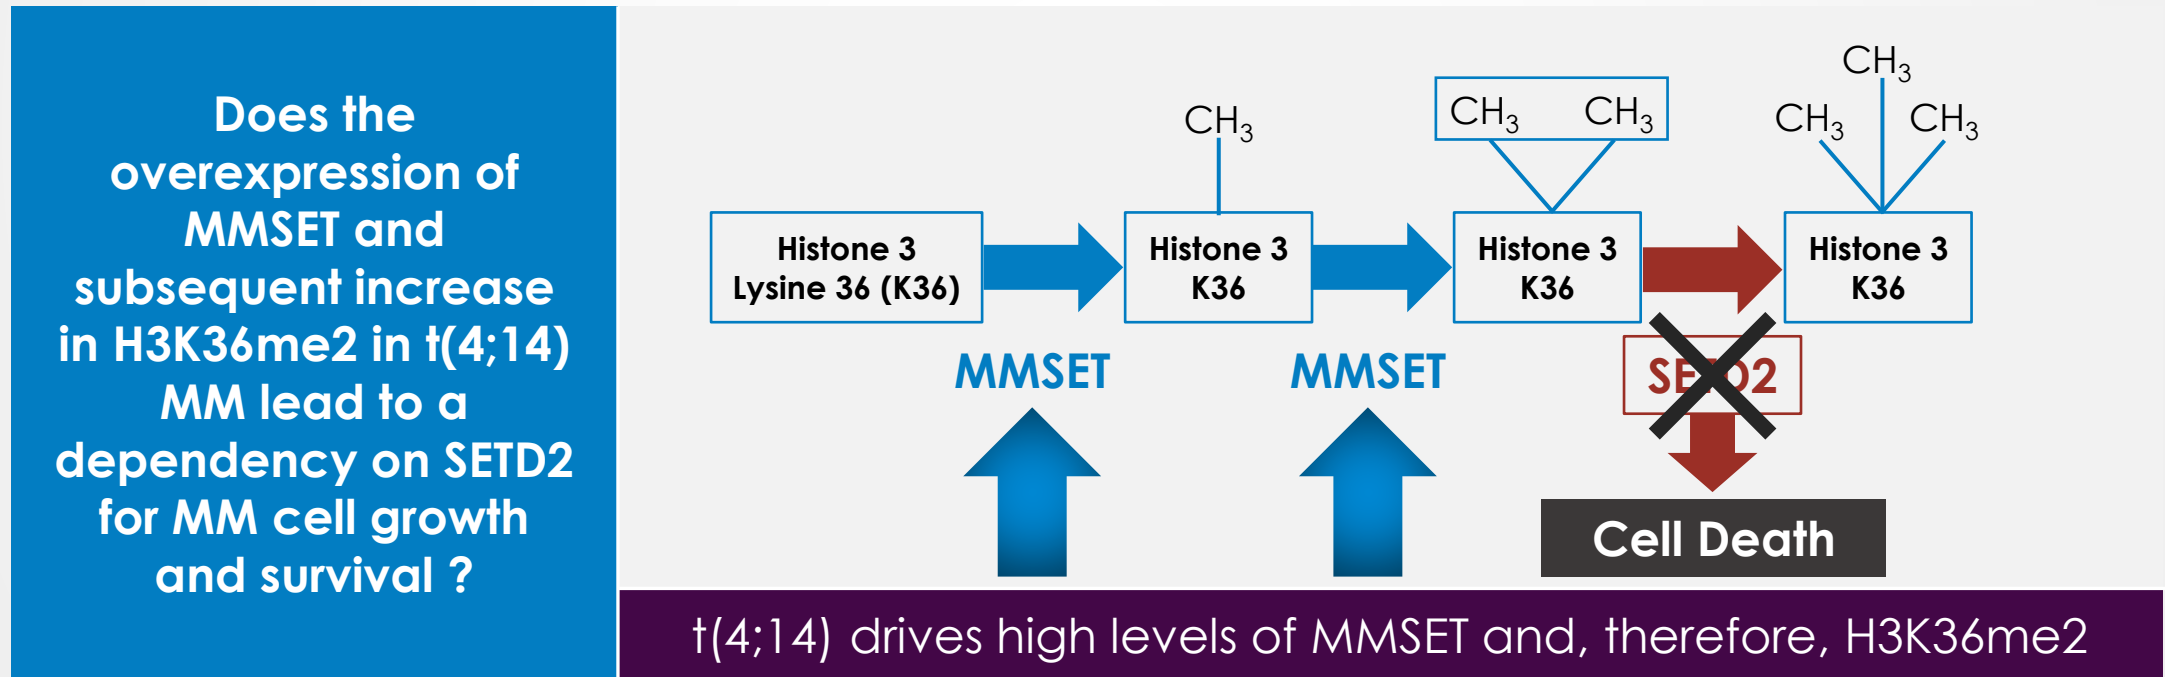 Does the
overexpression of
MMSET and
subsequent increase
in H3K36me2 in t(4;14)
MM lead to a
dependency on SETD2
for MM cell growth
and survival ?
CH₃
CH₃ CH₃
CH₃
CH₃ CH₃
Histone 3
Lysine 36 (K36)
Histone 3
K36
Histone 3
K36
Histone 3
K36
MMSET
MMSET
SETD2
Cell Death
t(4;14) drives high levels of MMSET and, therefore, H3K36me2